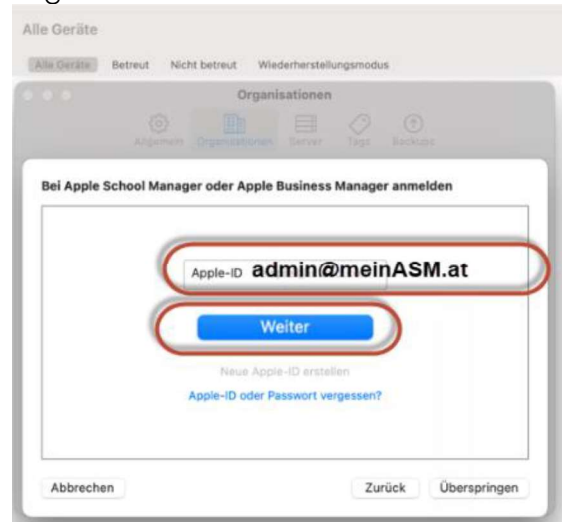 Alle Geräte
Alle Geräte Betreut Nicht betreut Wiederherstellungsmodus
Organisationen
Allgemein Organisationen Server Tags Backups
Bei Apple School Manager oder Apple Business Manager anmelden
Apple-ID admin@meinASM.at
Weiter
Neue Apple-ID erstellen
Apple-ID oder Passwort vergessen?
Abbrechen Zurück Überspringen